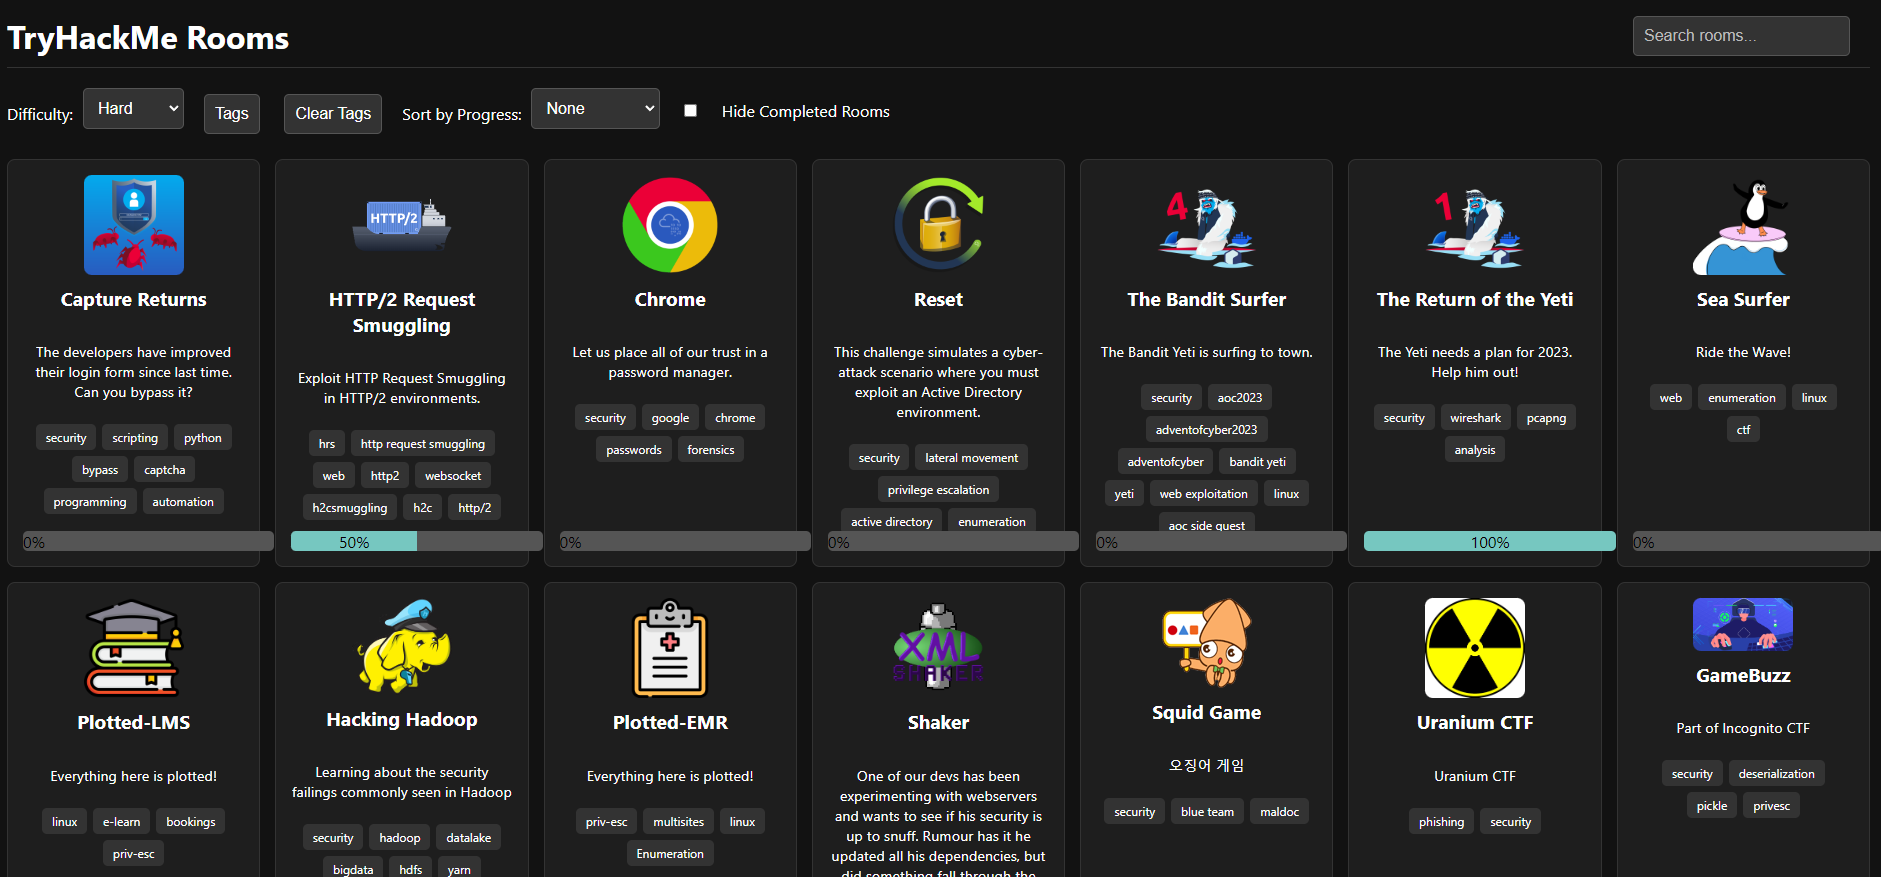 TryHackMe Rooms
Search rooms...
Difficulty:
Hard
Tags
Clear Tags
Sort by Progress:
None
Hide Completed Rooms
Capture Returns
The developers have improved
their login form since last time.
Can you bypass it?
security scripting python
bypass captcha
programming automation
0%
HTTP/2
HTTP/2 Request
Smuggling
Exploit HTTP Request Smuggling
in HTTP/2 environments.
hrs http request smuggling
web http2 websocket
h2csmuggling h2c http/2
50%
Chrome
Let us place all of our trust in a
password manager.
security google chrome
passwords forensics
0%
Reset
This challenge simulates a cyber-
attack scenario where you must
exploit an Active Directory
environment.
security lateral movement
privilege escalation
active directory enumeration
0%
4
The Bandit Surfer
The Bandit Yeti is surfing to town.
security aoc2023
adventofcyber2023
adventofcyber bandit yeti
yeti web exploitation linux
aoc side quest
0%
1
The Return of the Yeti
The Yeti needs a plan for 2023.
Help him out!
security wireshark pcapng
analysis
100%
Sea Surfer
Ride the Wave!
web enumeration linux
ctf
0%
Plotted-LMS
Everything here is plotted!
linux e-learn bookings
priv-esc
Hacking Hadoop
Learning about the security
failings commonly seen in Hadoop
security hadoop datalake
bigdata hdfs yarn
Plotted-EMR
Everything here is plotted!
priv-esc multisites linux
Enumeration
XML
SHAKER
Shaker
One of our devs has been
experimenting with webservers
and wants to see if his security is
up to snuff. Rumour has it he
updated all his dependencies, but
did something fall through the
Squid Game
오징어 게임
security blue team maldoc
Uranium CTF
Uranium CTF
phishing security
GameBuzz
Part of Incognito CTF
security deserialization
pickle privesc